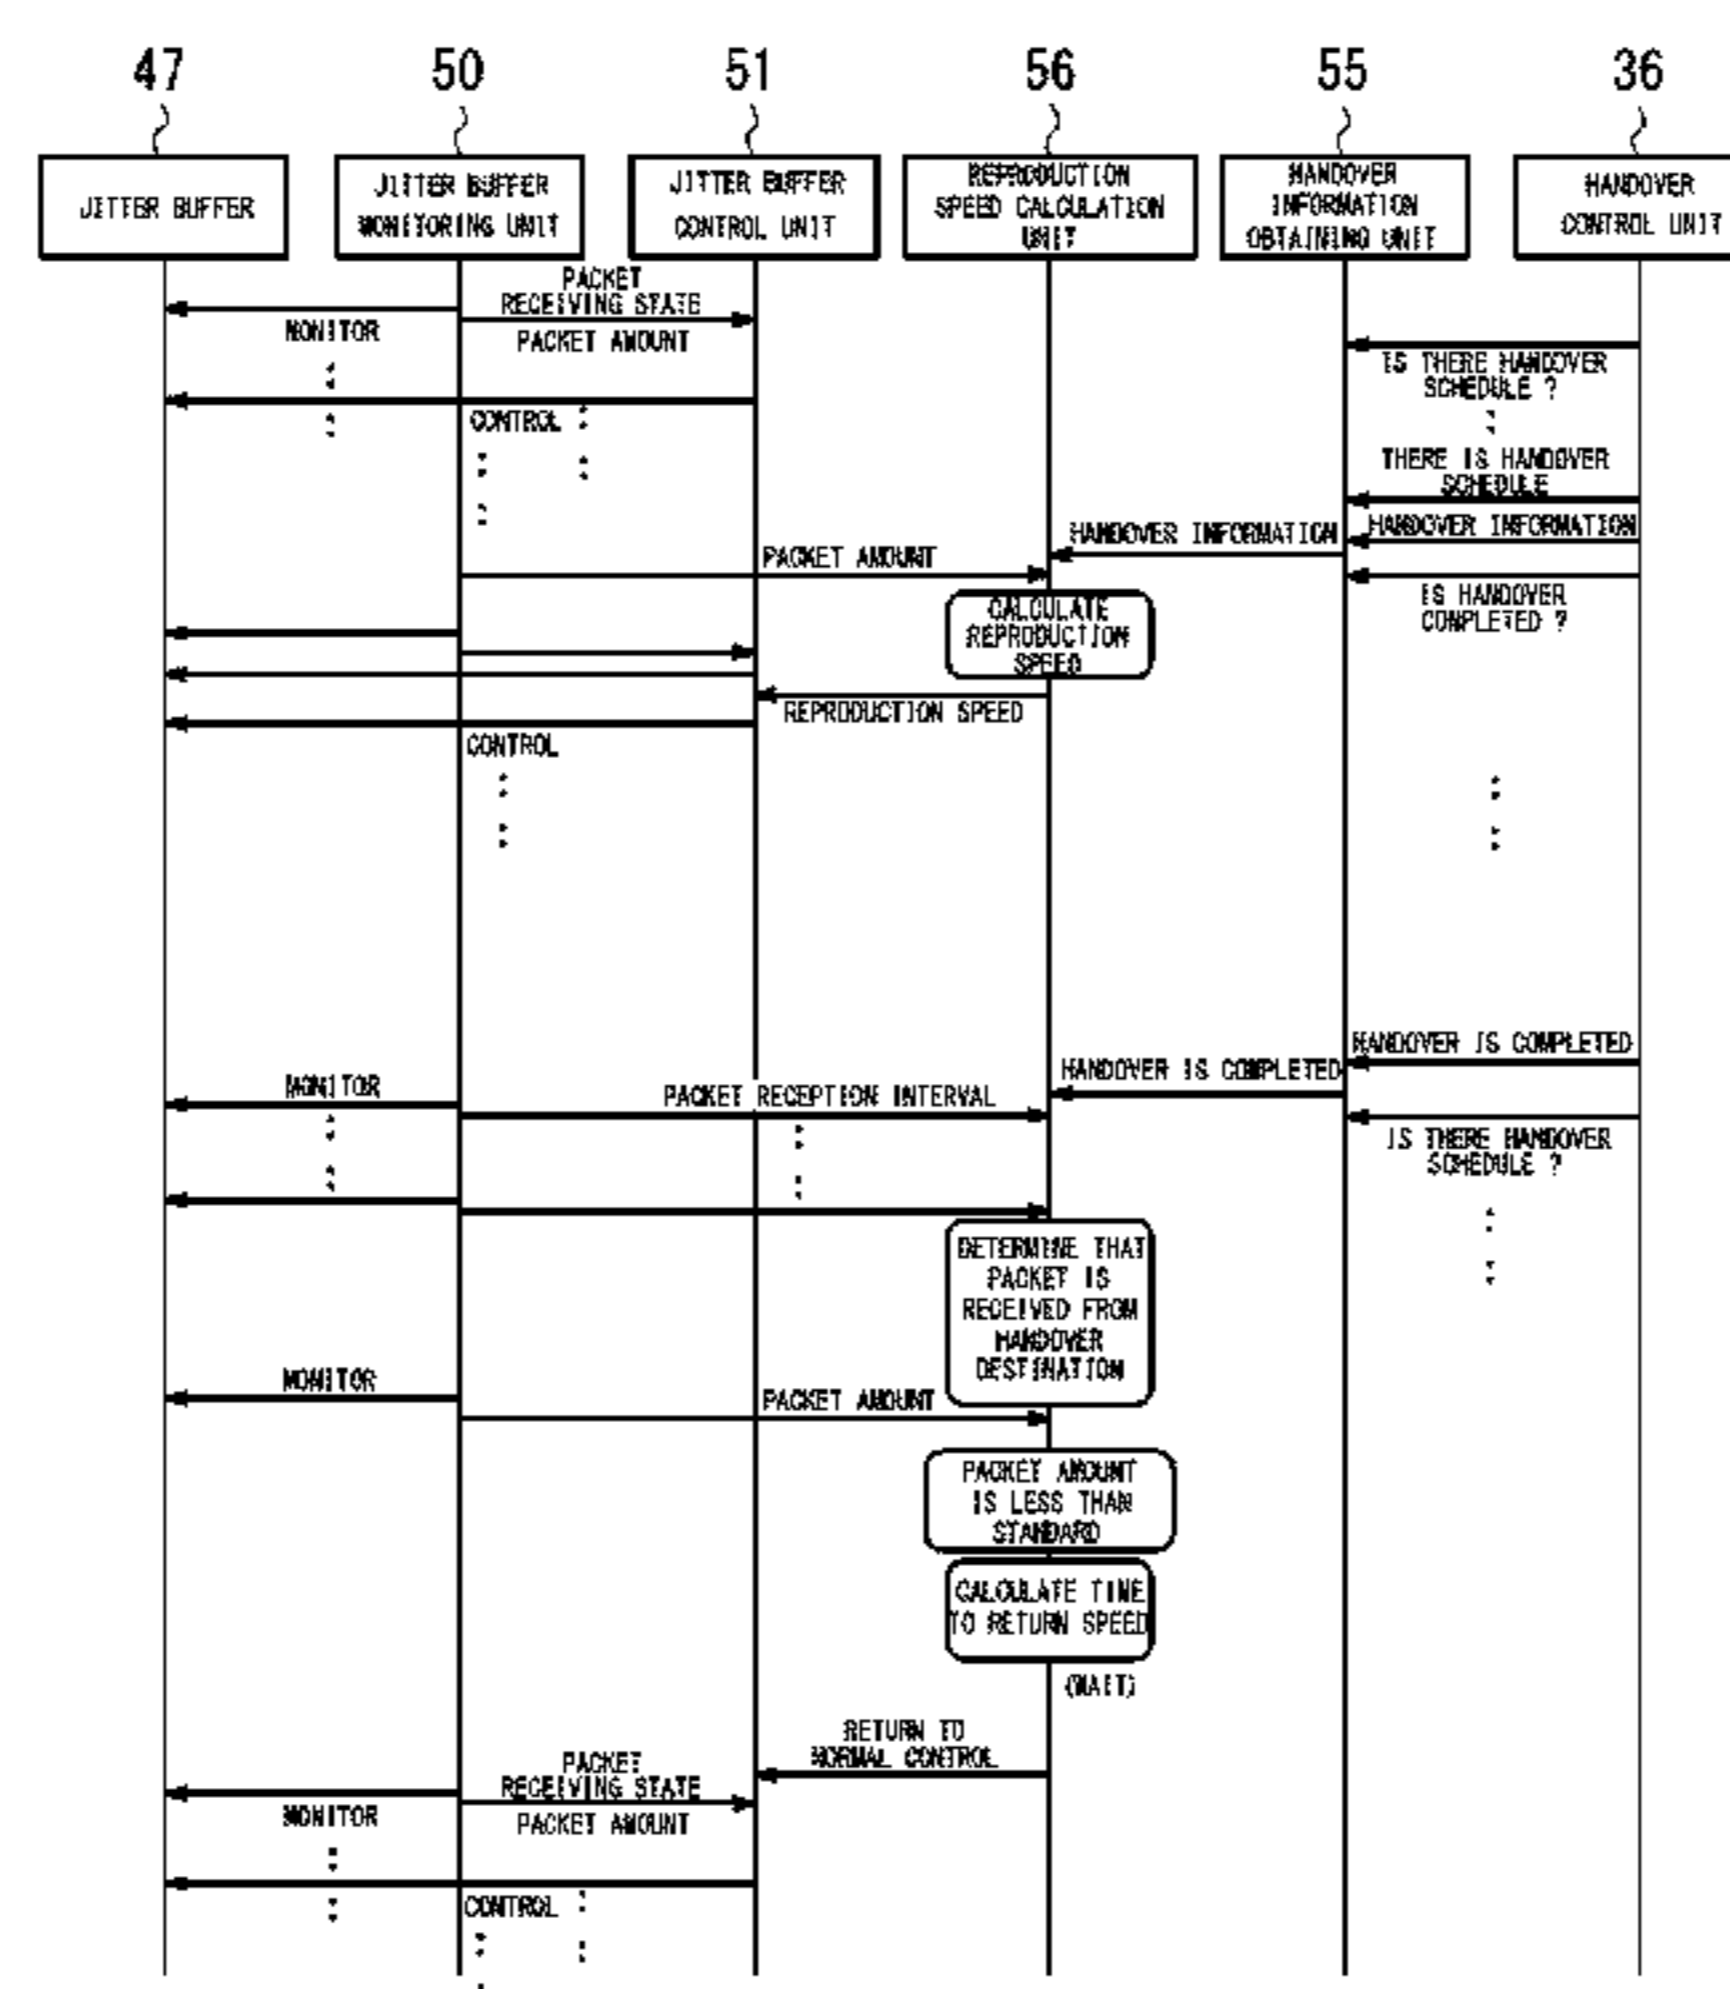 47
50
51
56
55
36
JITTER BUFFER
JITTER BUFFER
MONITORING UNIT
JITTER BUFFER
CONTROL UNIT
REPRODUCTION
SPEED CALCULATION
UNIT
HANDOVER
INFORMATION
OBTAINING UNIT
HANDOVER
CONTROL UNIT
PACKET
RECEIVING STATE
MONITOR
PACKET AMOUNT
IS THERE HANDOVER
SCHEDULE ?
CONTROL
THERE IS HANDOVER
SCHEDULE
HANDOVER INFORMATION
HANDOVER INFORMATION
PACKET AMOUNT
IS HANDOVER
COMPLETED ?
CALCULATE
REPRODUCTION
SPEED
REPRODUCTION SPEED
CONTROL
HANDOVER IS COMPLETED
HANDOVER IS COMPLETED
MONITOR
PACKET RECEPTION INTERVAL
IS THERE HANDOVER
SCHEDULE ?
DETERMINE THAT
PACKET IS
RECEIVED FROM
HANDOVER
DESTINATION
MONITOR
PACKET AMOUNT
PACKET AMOUNT
IS LESS THAN
STANDARD
CALCULATE TIME
TO RETURN SPEED
(WAIT)
RETURN TO
NORMAL CONTROL
PACKET
RECEIVING STATE
MONITOR
PACKET AMOUNT
CONTROL